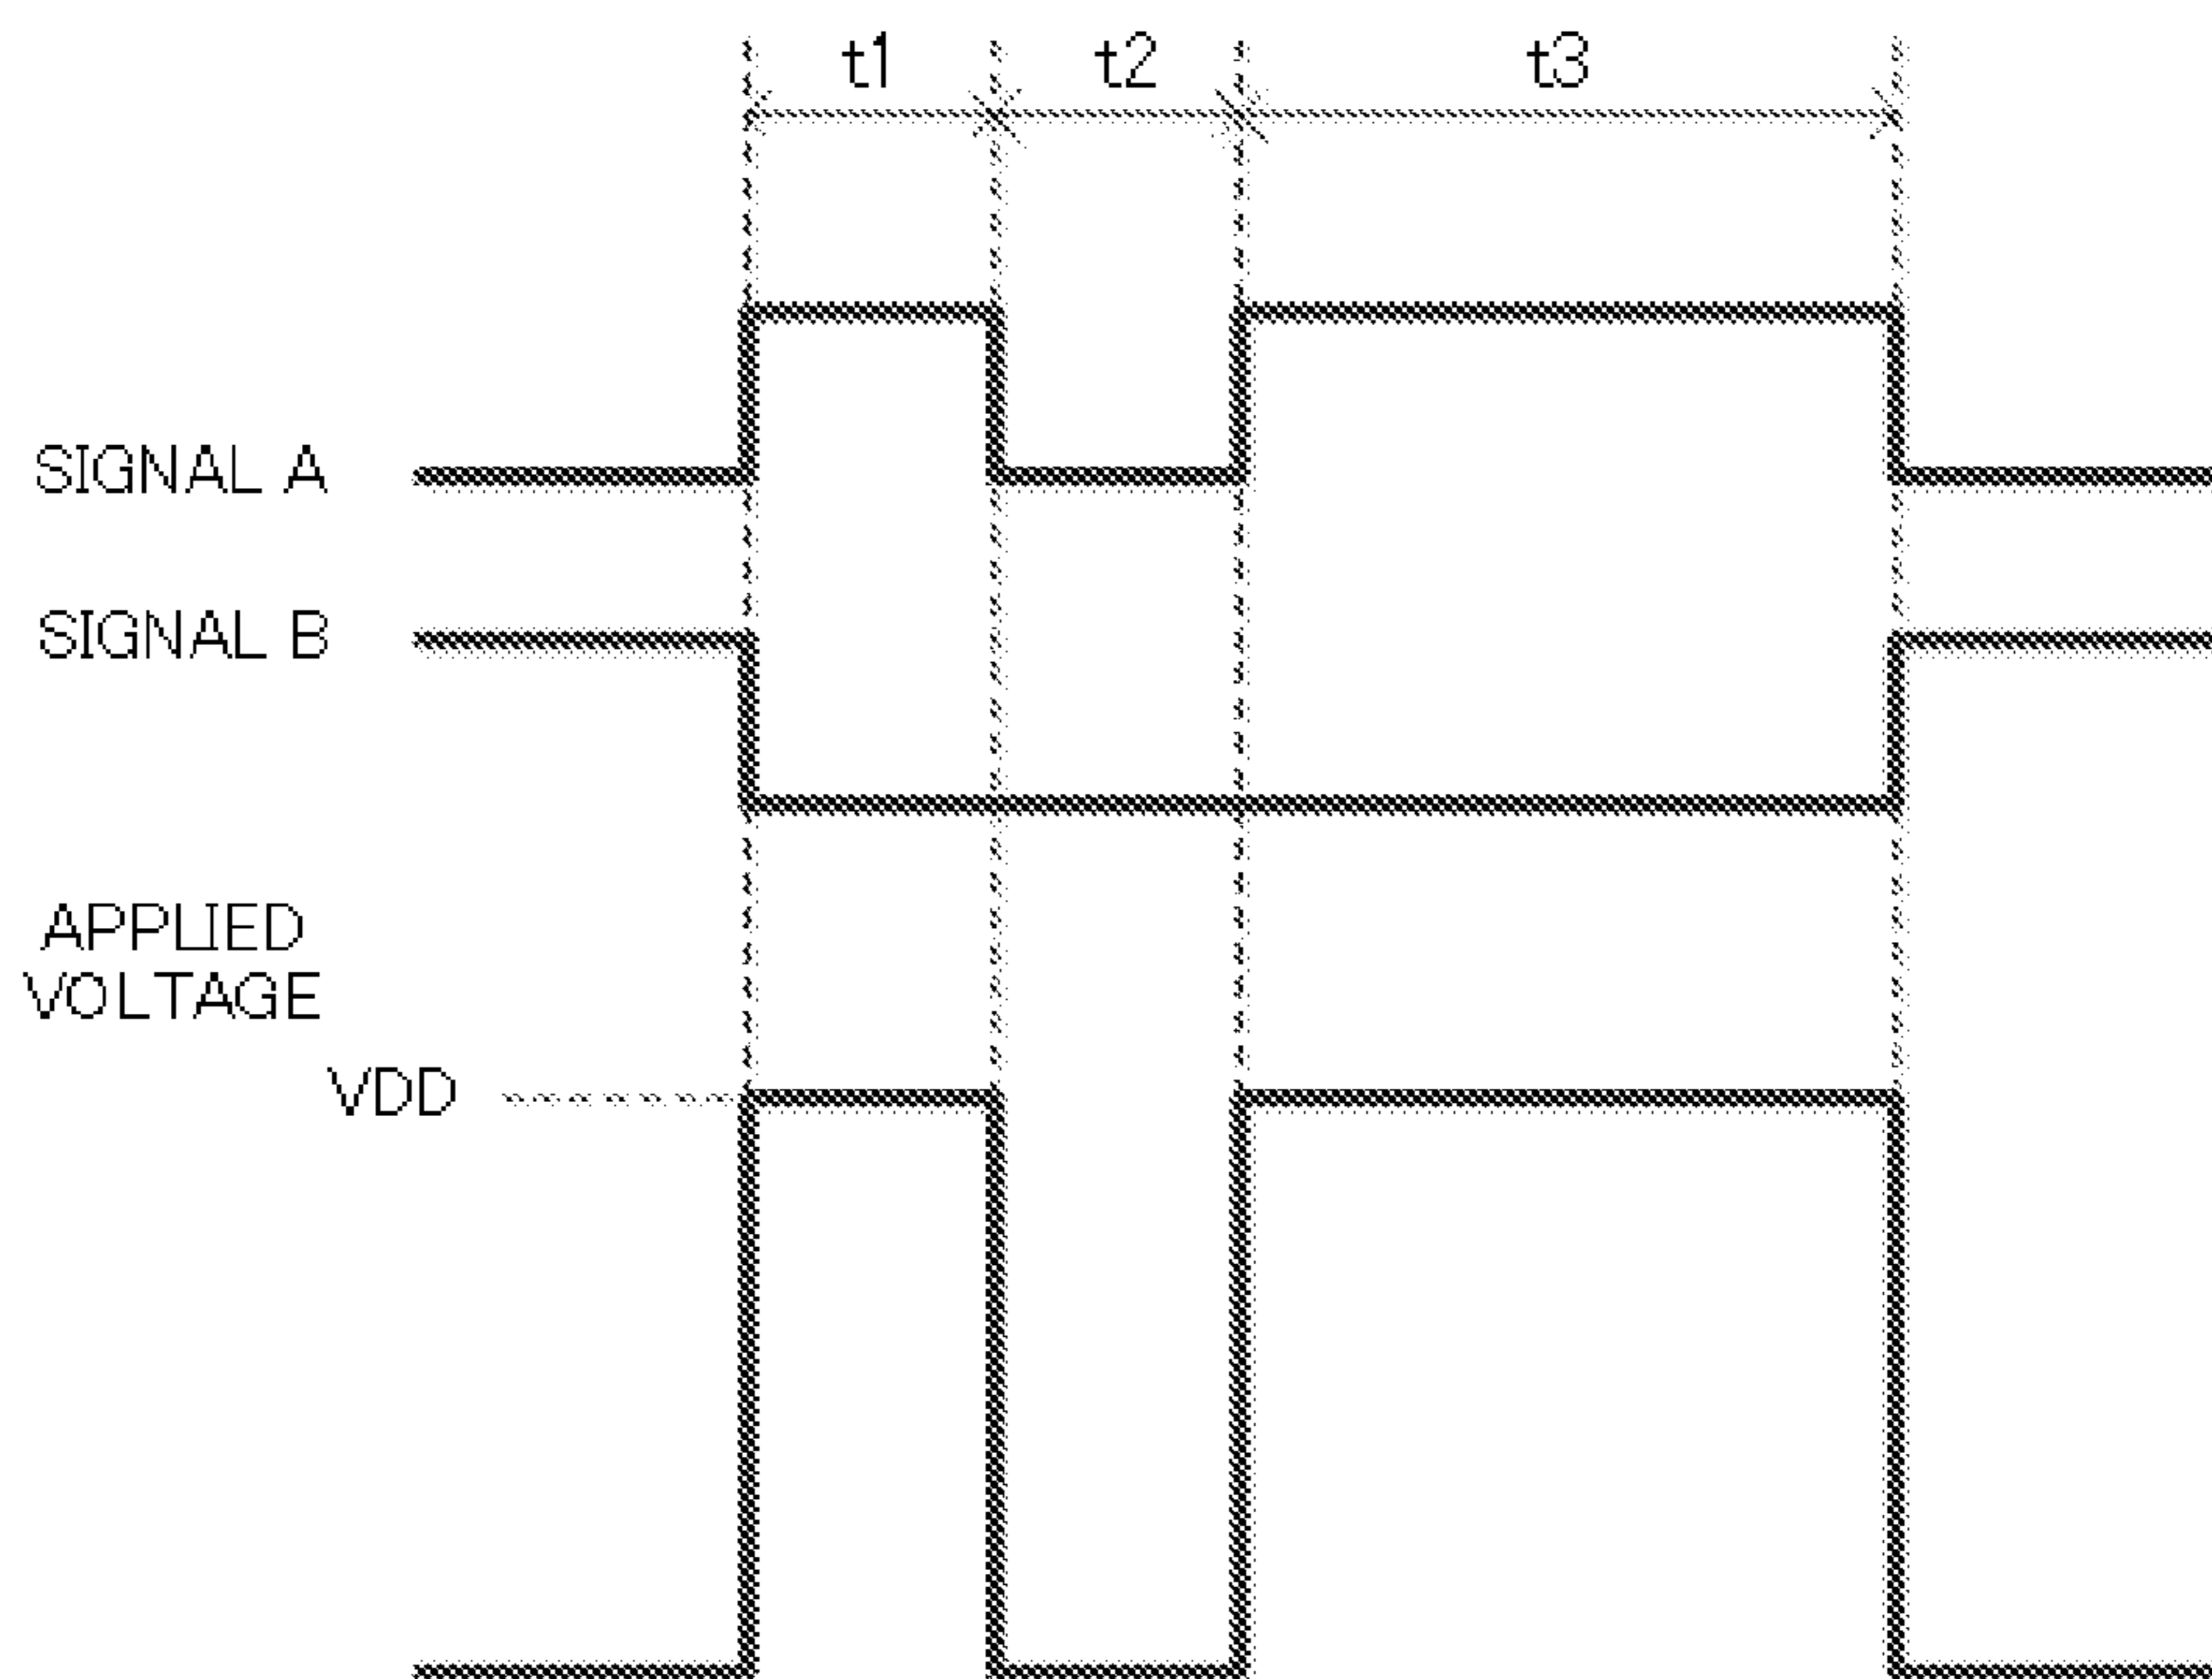 t1 t2 t3
SIGNAL A
SIGNAL B
APPLIED
VOLTAGE
VDD